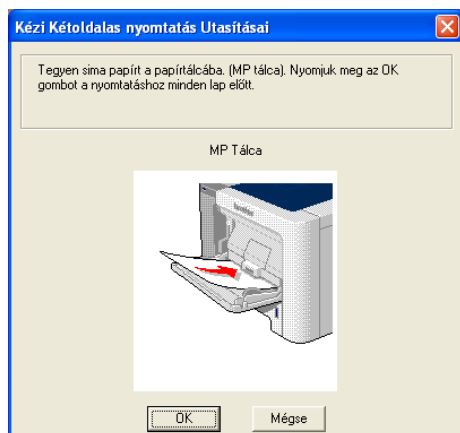 Kézi Kétoldalas nyomtatás Utasításai
Tegyen sima papírt a papírtálcába. (MP tálca). Nyomjuk meg az OK
gombot a nyomtatáshoz minden lap előtt.
MP Tálca
OK
Mégse